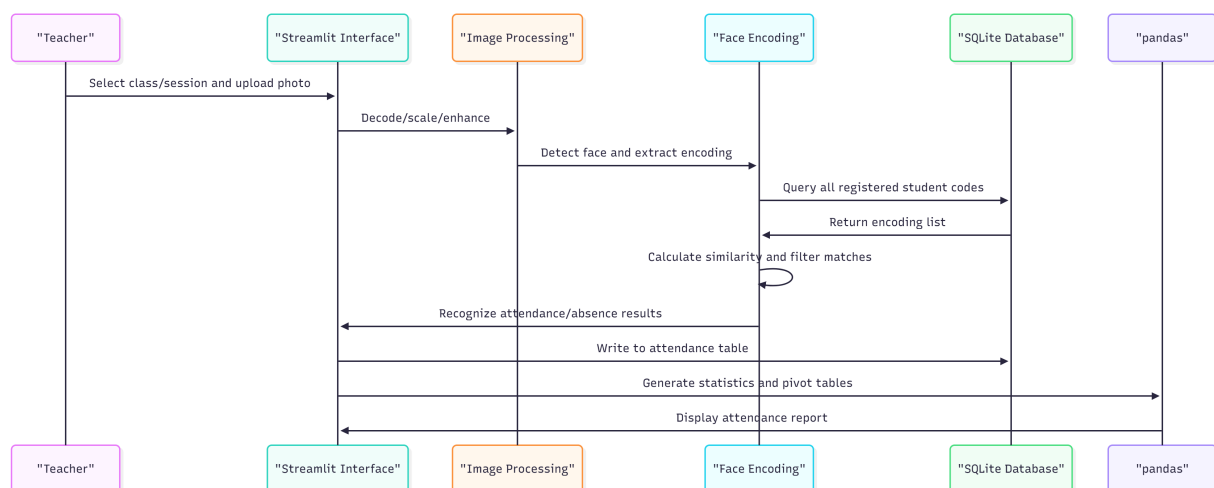 "Teacher"
"Streamlit Interface"
"Image Processing"
"Face Encoding"
"SQLite Database"
"pandas"
Select class/session and upload photo
Decode/scale/enhance
Detect face and extract encoding
Query all registered student codes
Return encoding list
Calculate similarity and filter matches
Recognize attendance/absence results
Write to attendance table
Generate statistics and pivot tables
Display attendance report
"Teacher"
"Streamlit Interface"
"Image Processing"
"Face Encoding"
"SQLite Database"
"pandas"